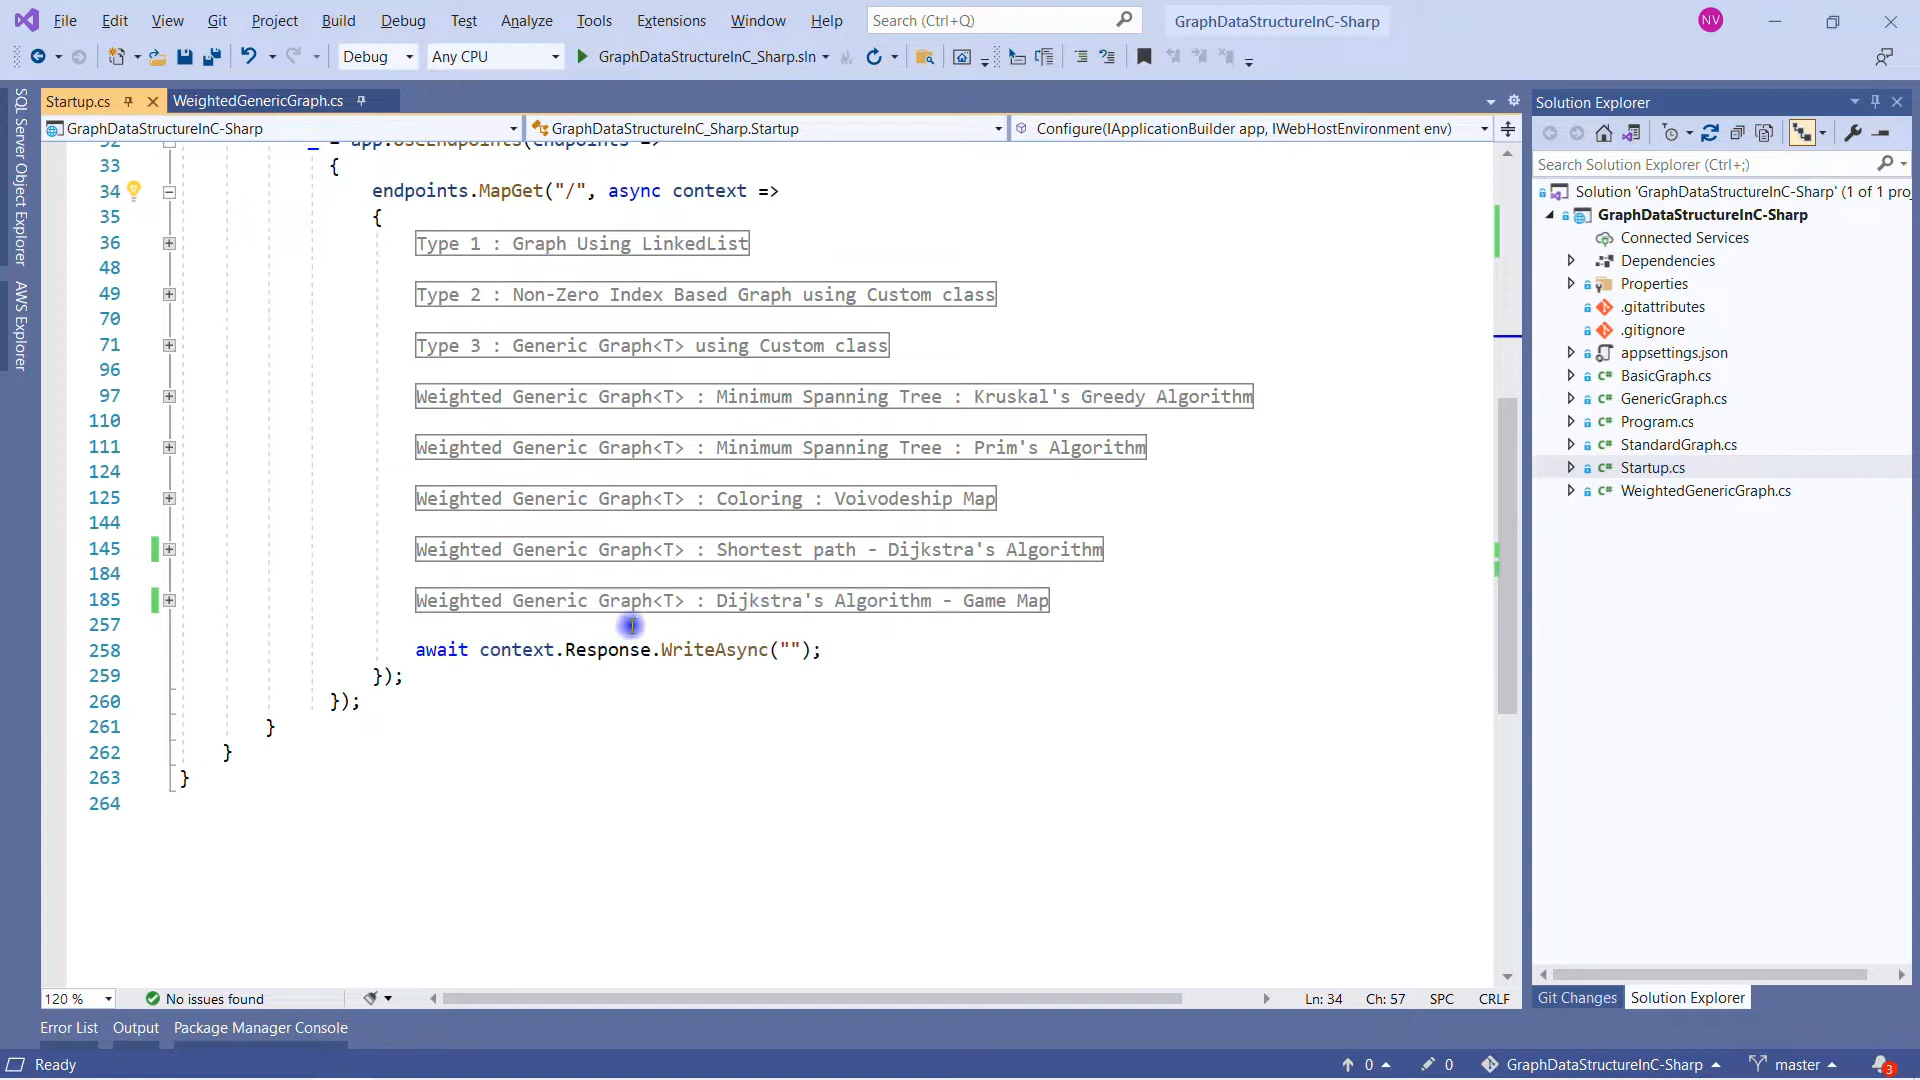 File Edit View Git Project Build Debug Test Analyze Tools Extensions Window Help Search (Ctrl+Q) GraphDataStructureInC-Sharp NV
Debug Any CPU GraphDataStructureInC_Sharp.sln
SQL Server Object Explorer
AWS Explorer
Startup.cs WeightedGenericGraph.cs
GraphDataStructureInC-Sharp GraphDataStructureInC_Sharp.Startup Configure(IApplicationBuilder app, IWebHostEnvironment env)
32 _ = app.UseEndpoints(endpoints =>
33 {
34 endpoints.MapGet("/", async context =>
35 {
36 Type 1 : Graph Using LinkedList
48
49 Type 2 : Non-Zero Index Based Graph using Custom class
70
71 Type 3 : Generic Graph<T> using Custom class
96
97 Weighted Generic Graph<T> : Minimum Spanning Tree : Kruskal's Greedy Algorithm
110
111 Weighted Generic Graph<T> : Minimum Spanning Tree : Prim's Algorithm
124
125 Weighted Generic Graph<T> : Coloring : Voivodeship Map
144
145 Weighted Generic Graph<T> : Shortest path - Dijkstra's Algorithm
184
185 Weighted Generic Graph<T> : Dijkstra's Algorithm - Game Map
257
258 await context.Response.WriteAsync("");
259 });
260 });
261 }
262 }
263 }
264
120 % No issues found Ln: 34 Ch: 57 SPC CRLF
Solution Explorer
Search Solution Explorer (Ctrl+;)
Solution 'GraphDataStructureInC-Sharp' (1 of 1 proj
GraphDataStructureInC-Sharp
Connected Services
Dependencies
Properties
.gitattributes
.gitignore
appsettings.json
BasicGraph.cs
GenericGraph.cs
Program.cs
StandardGraph.cs
Startup.cs
WeightedGenericGraph.cs
Git Changes Solution Explorer
Error List Output Package Manager Console
Ready 0 0 GraphDataStructureInC-Sharp master 3